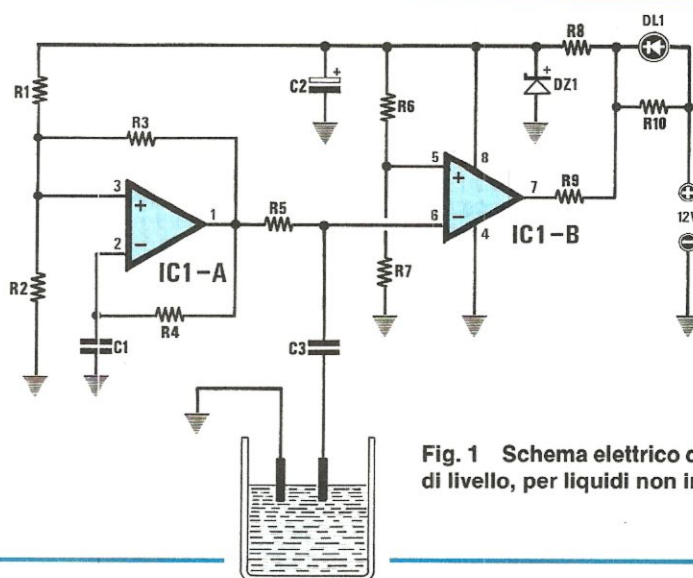 R8
DL1
R1
C2
+
R6
+
DZ1
R3
R10
3
+
2
−
1
R5
5
+
6
−
8
4
7
R9
12V
IC1-A
IC1-B
R2
R4
R7
C1
C3
Fig. 1 Schema elettrico
di livello, per liquidi non